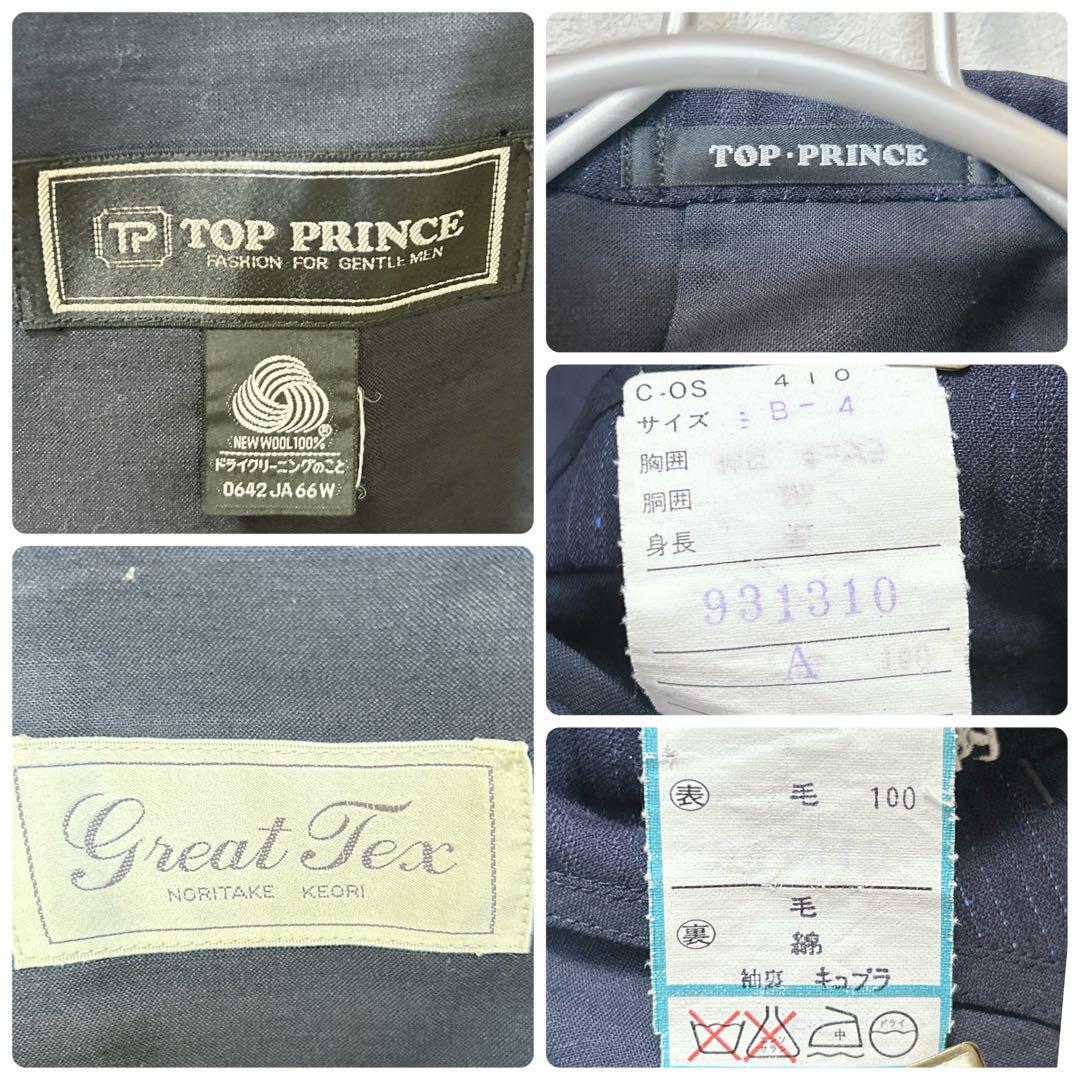 TP TOP PRINCE
FASHION FOR GENTLEMEN
NEW WOOL 100%
ドライクリーニングのこと
0642 JA 66 W
Great Tex
NORITAKE KEORI
TOP・PRINCE
C-OS 410
サイズ B-4
胸囲
胴囲
身長
931310
A 100
表 毛 100
裏 毛
綿
袖裏 キュプラ
中 ドライ